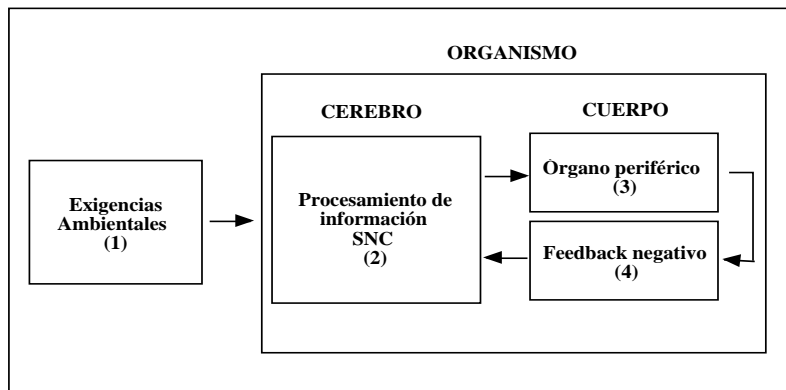 ORGANISMO
CEREBRO
CUERPO
Exigencias
Ambientales
(1)
Procesamiento de
información
SNC
(2)
Órgano periférico
(3)
Feedback negativo
(4)